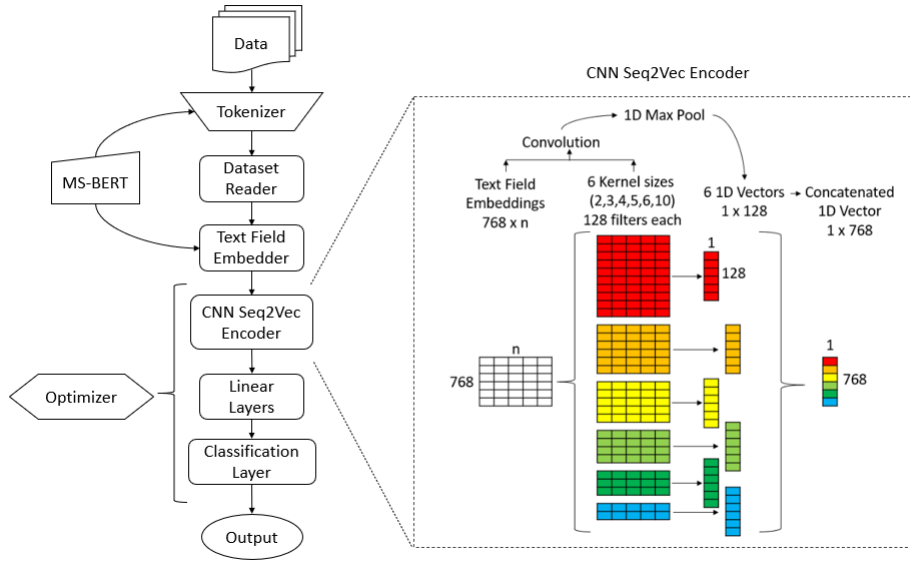 Data
Tokenizer
MS-BERT
Dataset
Reader
Text Field
Embedder
CNN Seq2Vec
Encoder
Optimizer
Linear
Layers
Classification
Layer
Output
CNN Seq2Vec Encoder
1D Max Pool
Convolution
Text Field
Embeddings
768 x n
6 Kernel sizes
(2,3,4,5,6,10)
128 filters each
6 1D Vectors
1 x 128
Concatenated
1D Vector
1 x 768
1
128
n
768
1
768